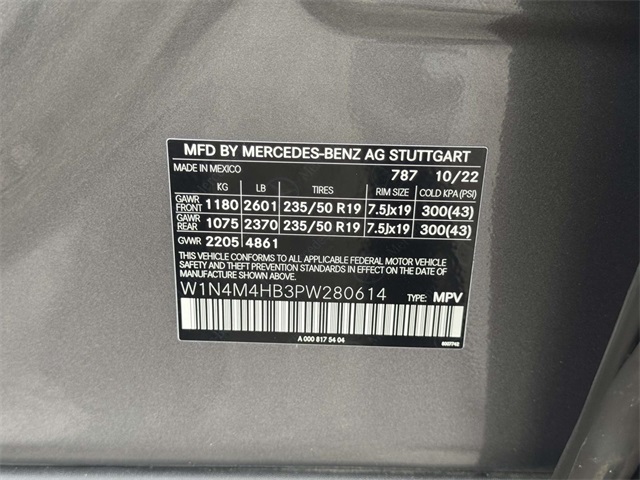 MFD BY MERCEDES-BENZ AG STUTTGART
MADE IN MEXICO 787 10/22
KG LB TIRES RIM SIZE COLD KPA (PSI)
GAWR FRONT 1180 2601 235/50 R19 7.5Jx19 300(43)
GAWR REAR 1075 2370 235/50 R19 7.5Jx19 300(43)
GVWR 2205 4861
THIS VEHICLE CONFORMS TO ALL APPLICABLE FEDERAL MOTOR VEHICLE
SAFETY AND THEFT PREVENTION STANDARDS IN EFFECT ON THE DATE OF
MANUFACTURE SHOWN ABOVE.
W1N4M4HB3PW280614 TYPE: MPV
A 000 817 54 04